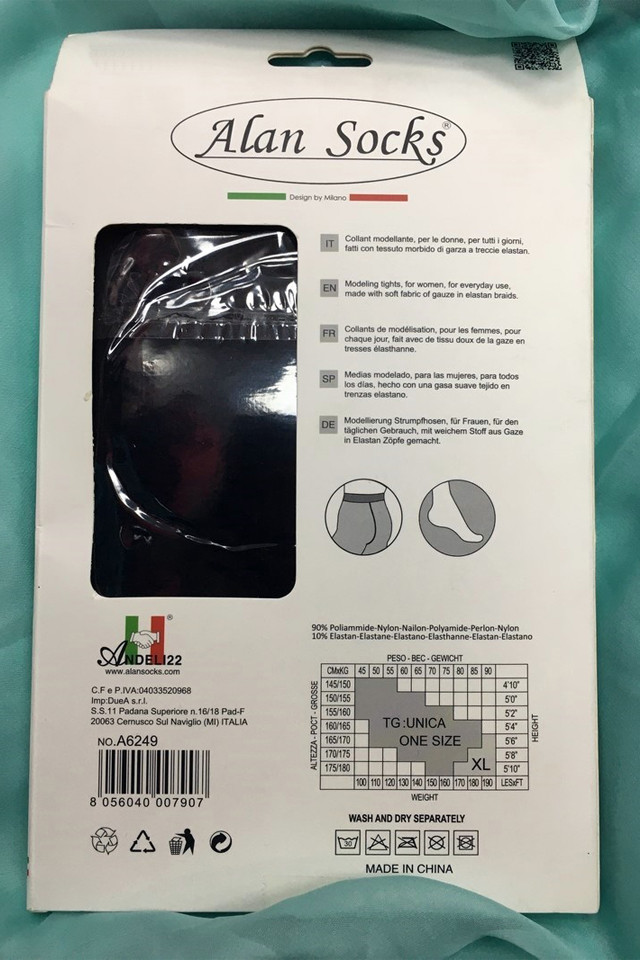 Alan Socks®
Design by Milano
IT
Collant modellante, per le donne, per tutti i giorni,
fatti con tessuto morbido di garza a treccie elastan.
EN
Modeling tights, for women, for everyday use,
made with soft fabric of gauze in elastan braids.
FR
Collants de modélisation, pour les femmes, pour
chaque jour, fait avec de tissu doux de la gaze en
tresses élasthanne.
SP
Medias modelado, para las mujeres, para todos
los días, hecho con una gasa suave tejido en
trenzas elastano.
DE
Modellierung Strumpfhosen, für Frauen, für den
täglichen Gebrauch, mit weichem Stoff aus Gaze
in Elastan Zöpfe gemacht.
®
ANDELI22
www.alansocks.com
C.F e P.IVA:04033520968
Imp:DueA s.r.l.
S.S.11 Padana Superiore n.16/18 Pad-F
20063 Cernusco Sul Naviglio (MI) ITALIA
NO.A6249
8 056040 007907
90% Poliammide-Nylon-Nailon-Polyamide-Perlon-Nylon
10% Elastan-Elastane-Elastano-Elasthanne-Elastan-Elastano
PESO - BEC - GEWICHT
CMxKG 45 50 55 60 65 70 75 80 85 90
145/150 4'10"
150/155 5'0"
155/160 5'2"
160/165 5'4"
165/170 5'6"
170/175 5'8"
175/180 5'10"
TG:UNICA
ONE SIZE
XL
100 110 120 130 140 150 160 170 180 190 LESxFT
ALTEZZA - POCT - GROSSE
HEIGHT
WEIGHT
WASH AND DRY SEPARATELY
30
MADE IN CHINA